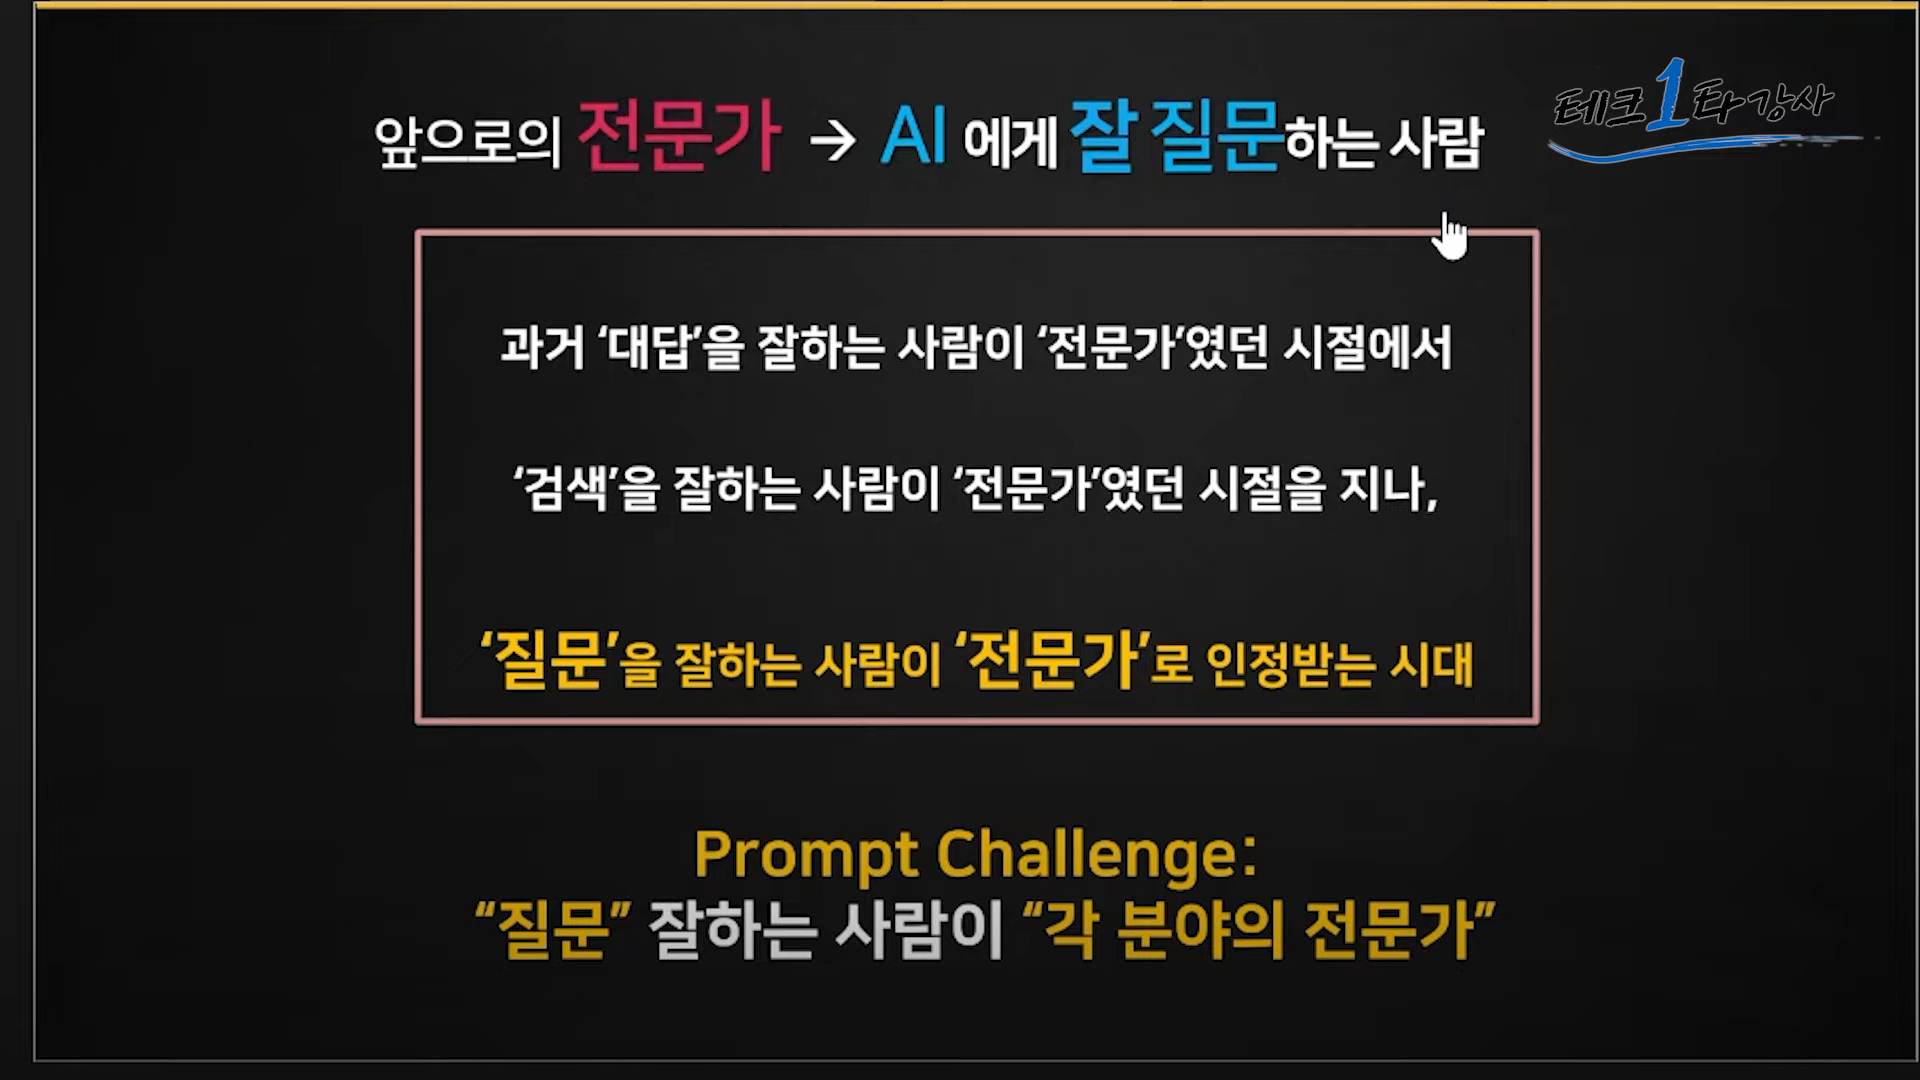 앞으로의 전문가 → AI 에게 잘 질문하는 사람
테크1타강사
과거 ‘대답’을 잘하는 사람이 ‘전문가’였던 시절에서
‘검색’을 잘하는 사람이 ‘전문가’였던 시절을 지나,
‘질문’을 잘하는 사람이 ‘전문가’로 인정받는 시대
Prompt Challenge:
“질문” 잘하는 사람이 “각 분야의 전문가”